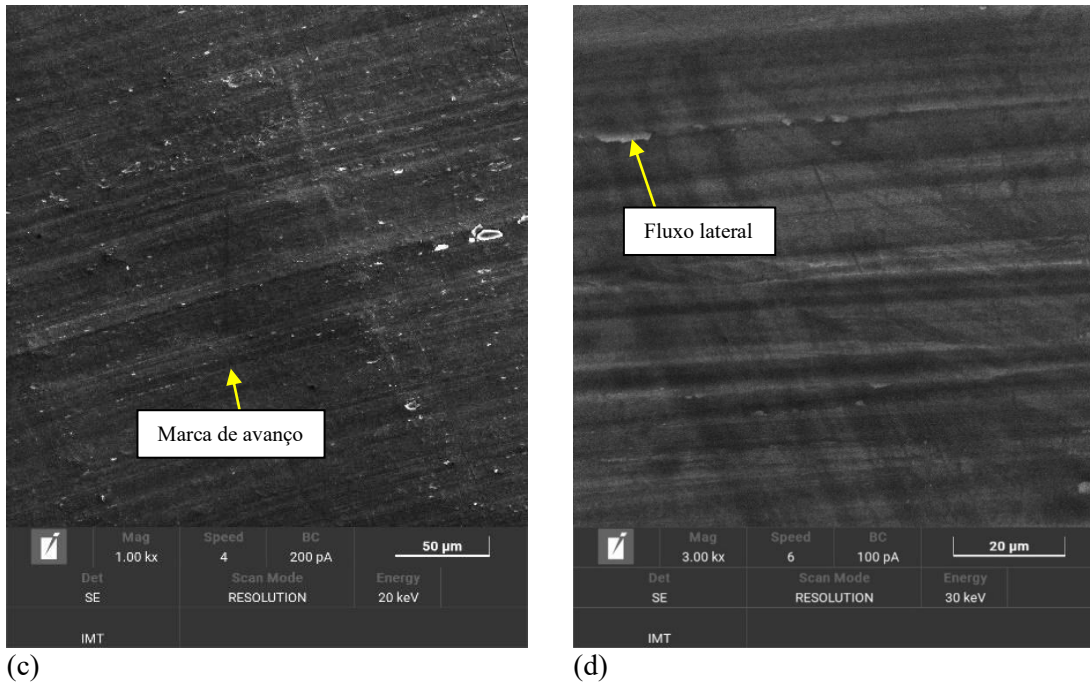 Marca de avanço
Mag Speed BC
1.00 kx 4 200 pA
50 µm
Det Scan Mode Energy
SE RESOLUTION 20 keV
IMT
(c)
Fluxo lateral
Mag Speed BC
3.00 kx 6 100 pA
20 µm
Det Scan Mode Energy
SE RESOLUTION 30 keV
IMT
(d)